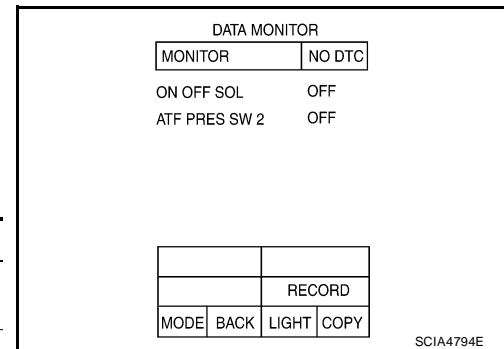 DATA MONITOR
MONITOR NO DTC
ON OFF SOL OFF
ATF PRES SW 2 OFF
RECORD
MODE BACK LIGHT COPY
SCIA4794E